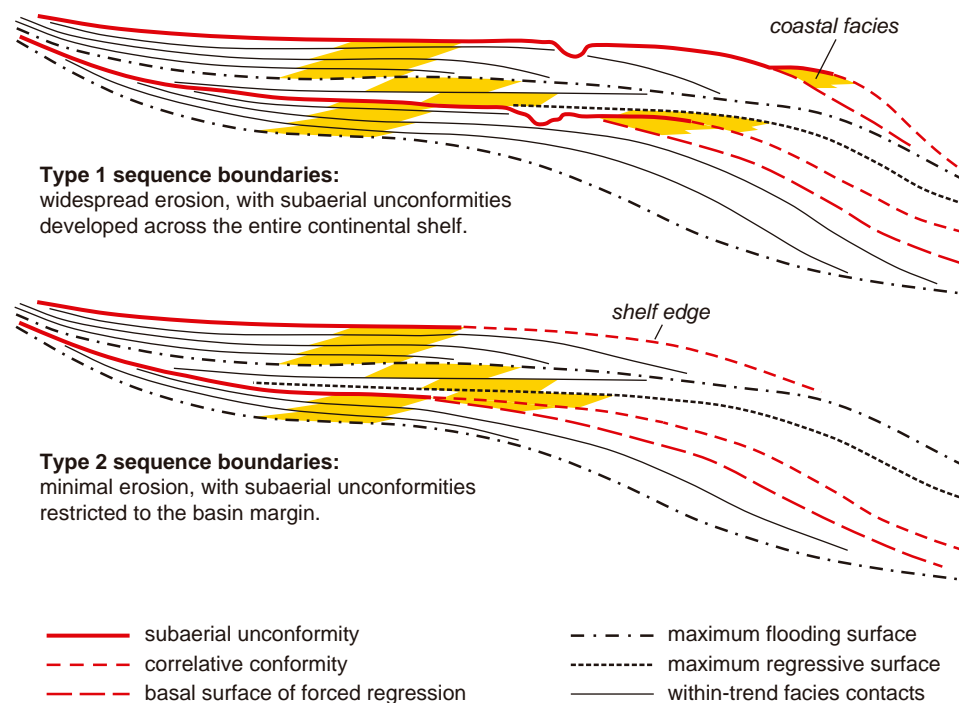 coastal facies
Type 1 sequence boundaries:
widespread erosion, with subaerial unconformities
developed across the entire continental shelf.
shelf edge
Type 2 sequence boundaries:
minimal erosion, with subaerial unconformities
restricted to the basin margin.
subaerial unconformity
correlative conformity
basal surface of forced regression
maximum flooding surface
maximum regressive surface
within-trend facies contacts